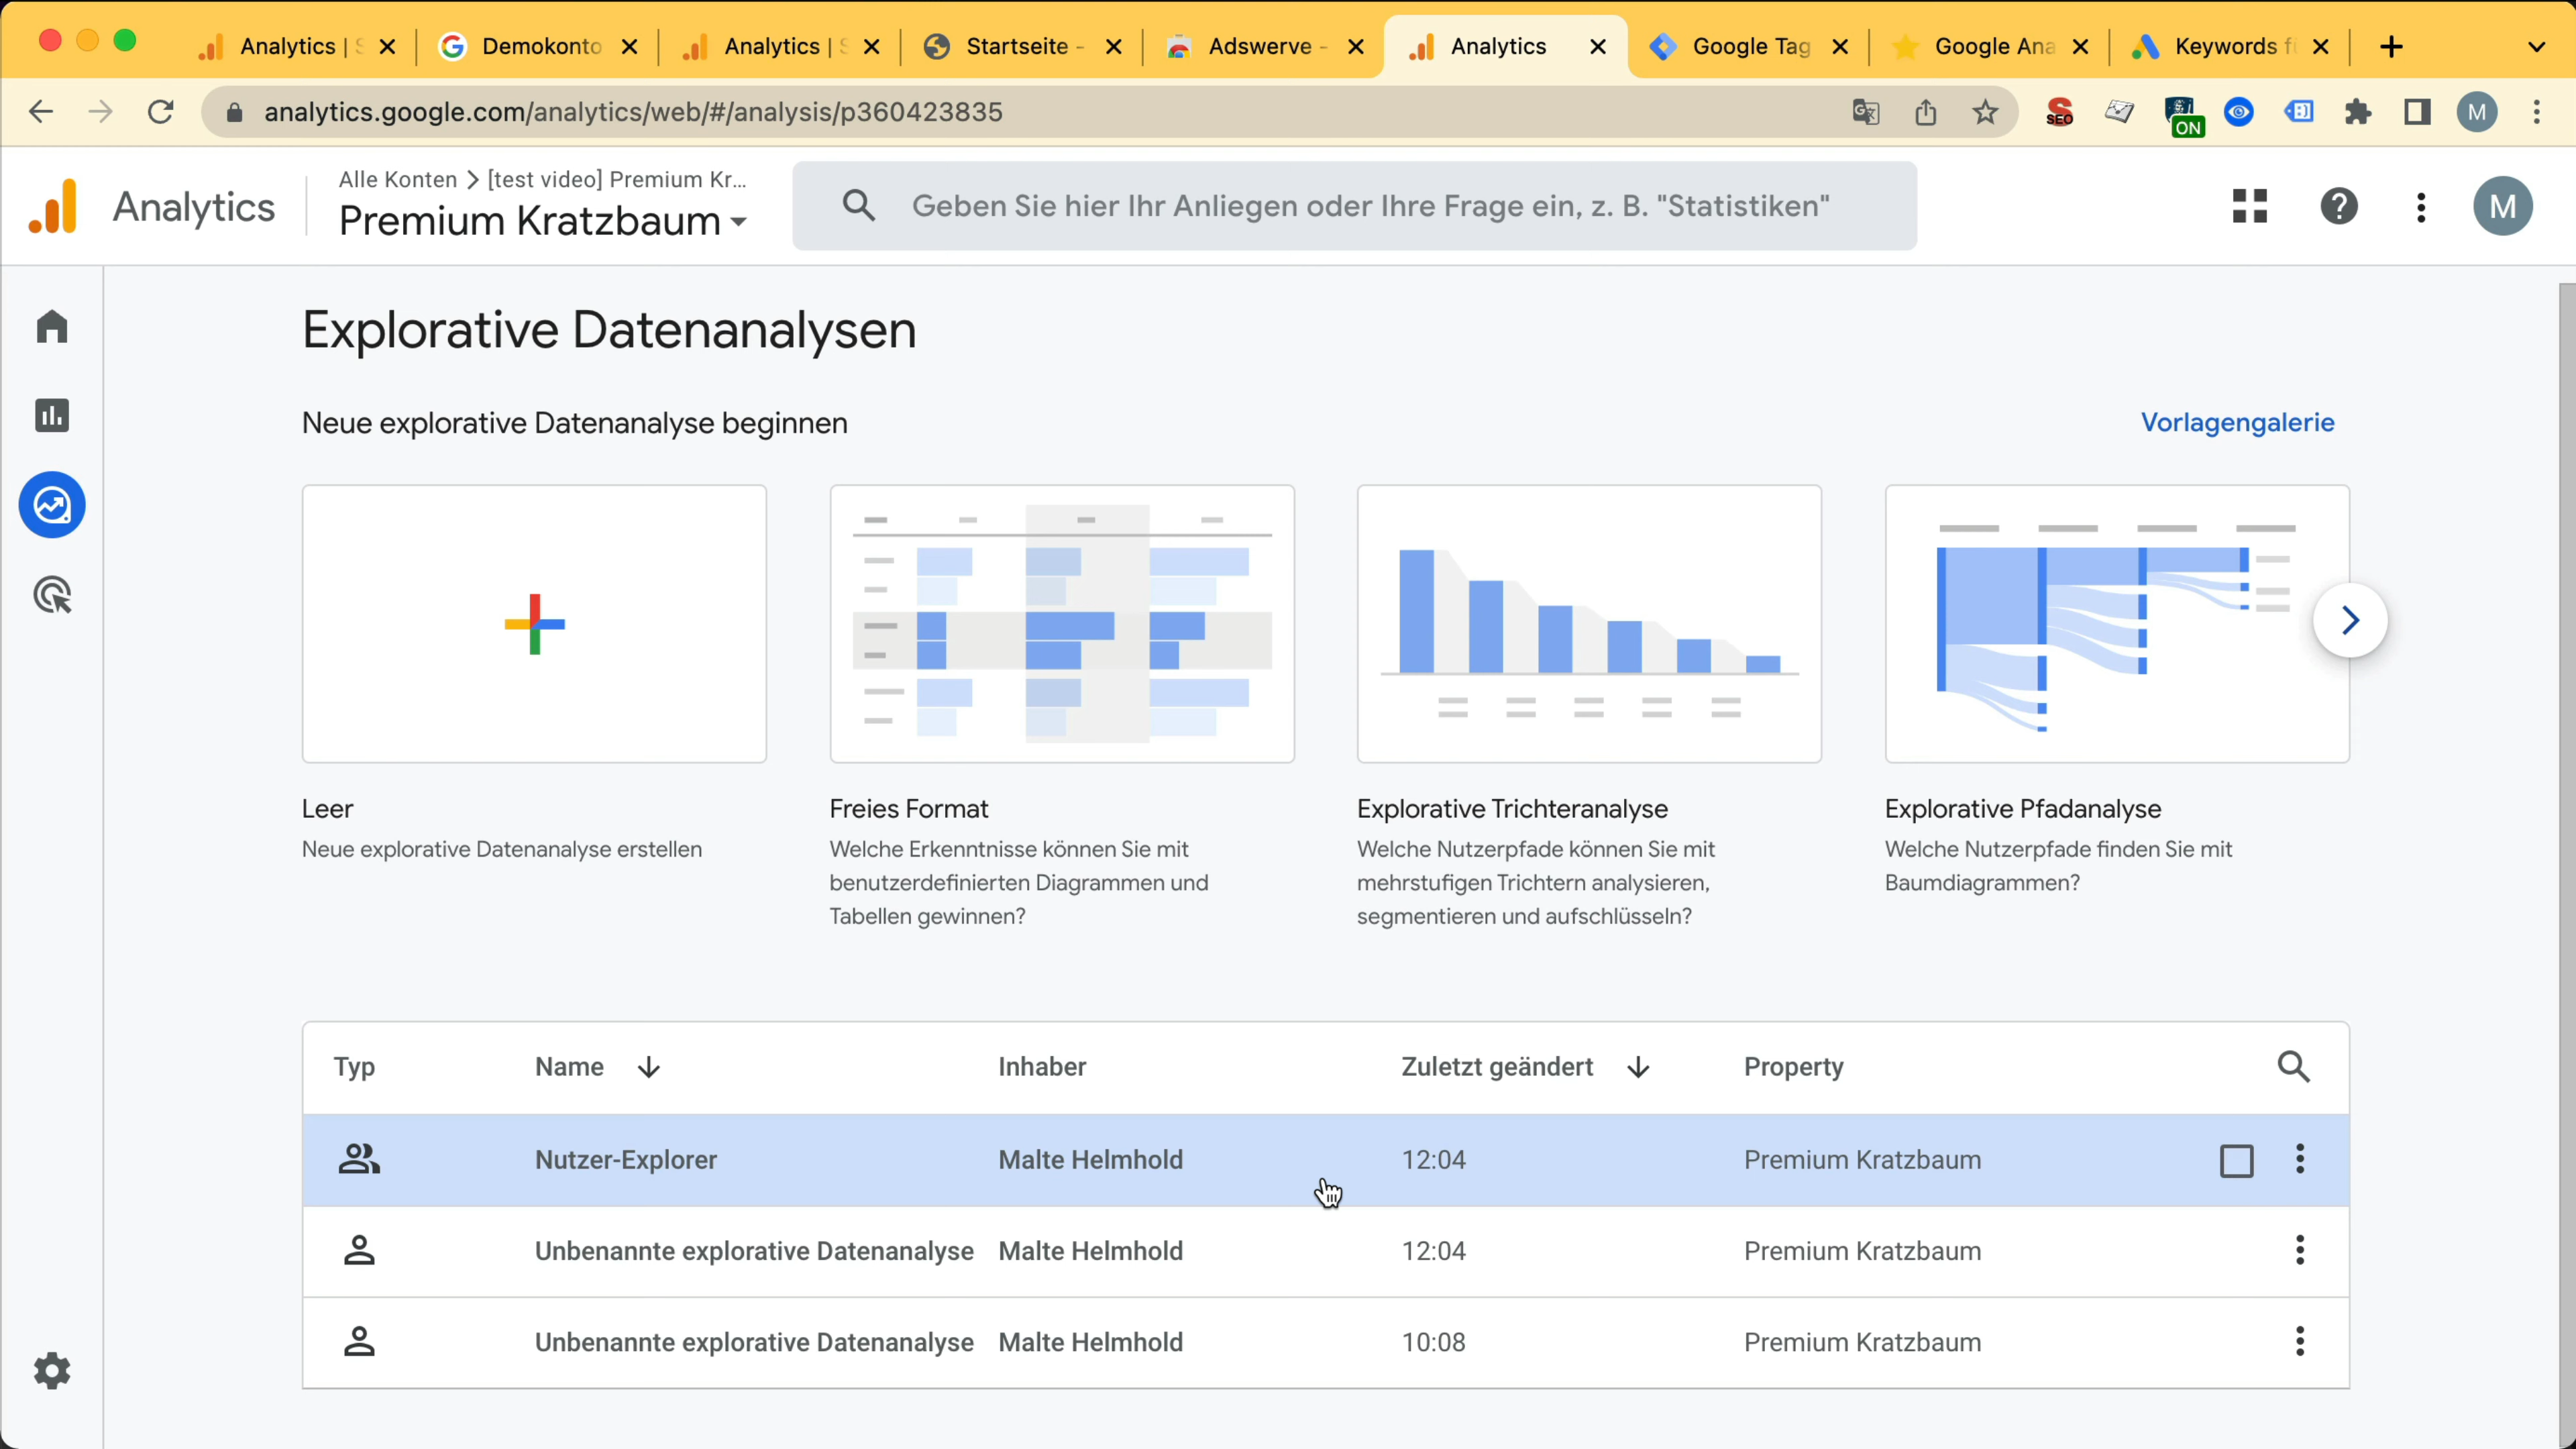 Analytics | S
Demokonto
Analytics | S
Startseite -
Adswerve -
Analytics
Google Tag
Google Ana
Keywords fü
analytics.google.com/analytics/web/#/analysis/p360423835
SEO
ON
M
Analytics
Alle Konten > [test video] Premium Kr...
Premium Kratzbaum
Geben Sie hier Ihr Anliegen oder Ihre Frage ein, z. B. "Statistiken"
M
Explorative Datenanalysen
Neue explorative Datenanalyse beginnen
Vorlagengalerie
Leer
Neue explorative Datenanalyse erstellen
Freies Format
Welche Erkenntnisse können Sie mit
benutzerdefinierten Diagrammen und
Tabellen gewinnen?
Explorative Trichteranalyse
Welche Nutzerpfade können Sie mit
mehrstufigen Trichtern analysieren,
segmentieren und aufschlüsseln?
Explorative Pfadanalyse
Welche Nutzerpfade finden Sie mit
Baumdiagrammen?
Typ Name Inhaber Zuletzt geändert Property
Nutzer-Explorer Malte Helmhold 12:04 Premium Kratzbaum
Unbenannte explorative Datenanalyse Malte Helmhold 12:04 Premium Kratzbaum
Unbenannte explorative Datenanalyse Malte Helmhold 10:08 Premium Kratzbaum